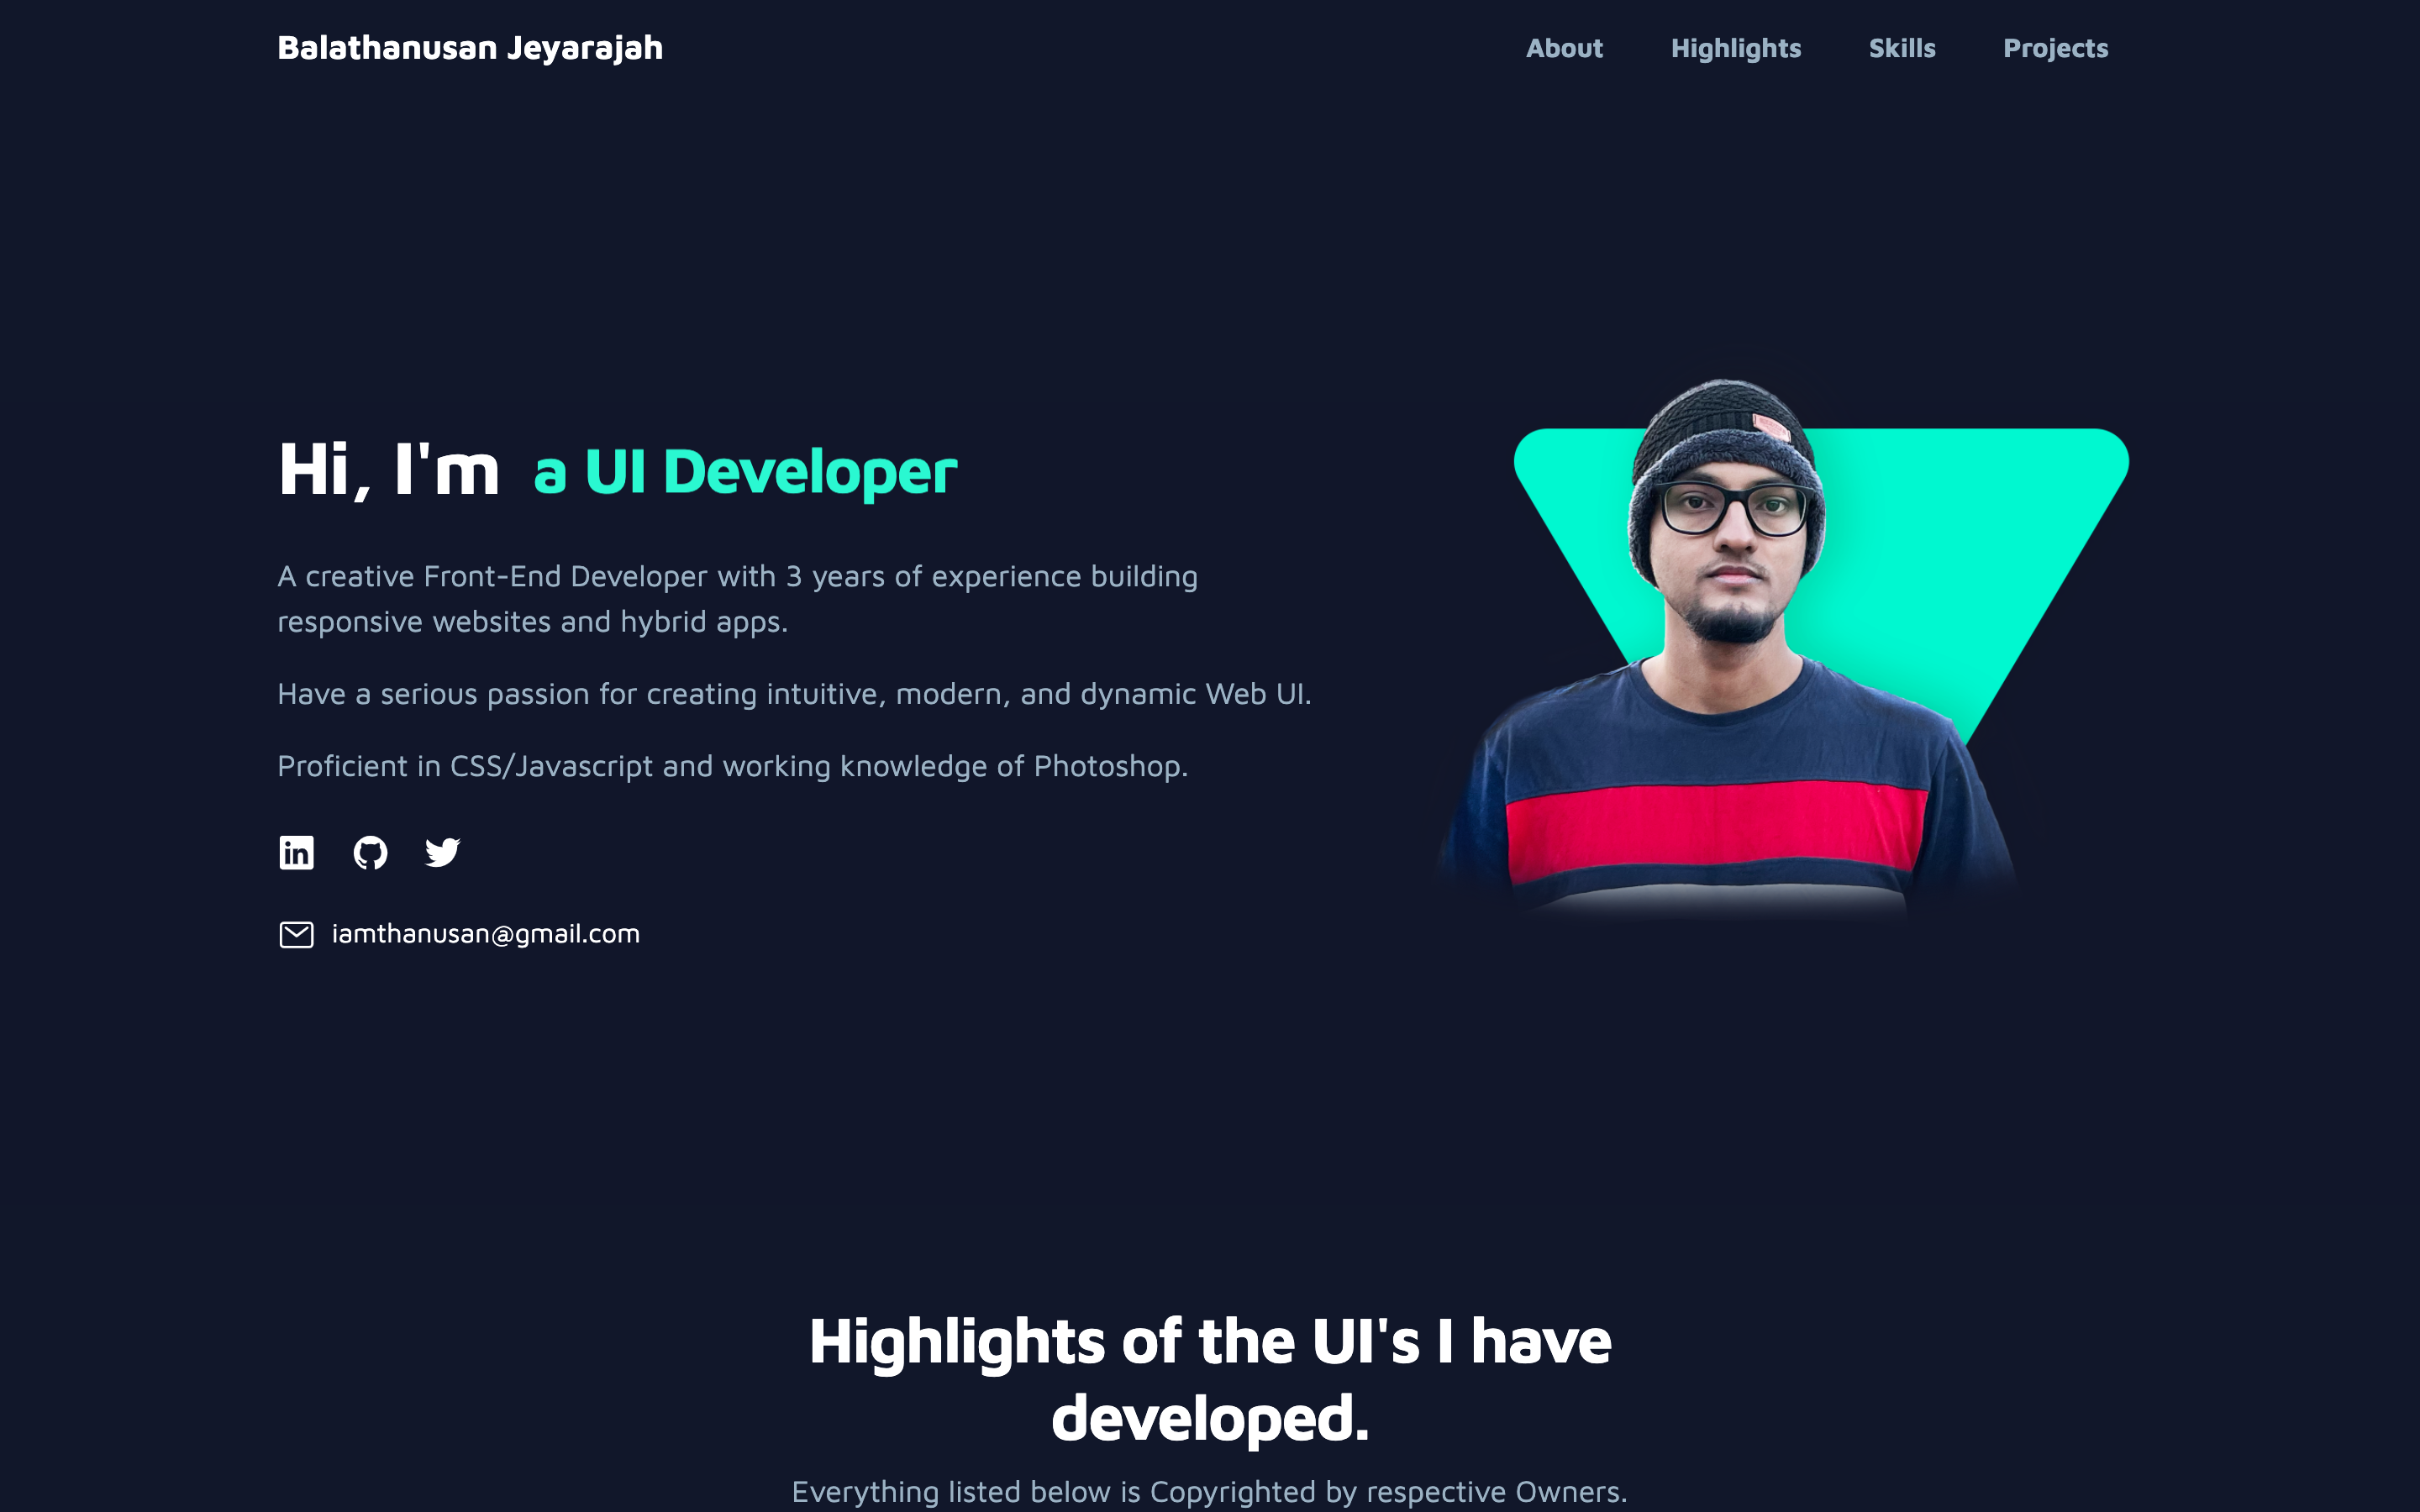 Balathanusan Jeyarajah
About Highlights Skills Projects
Hi, I'm a UI Developer
A creative Front-End Developer with 3 years of experience building
responsive websites and hybrid apps.
Have a serious passion for creating intuitive, modern, and dynamic Web UI.
Proficient in CSS/Javascript and working knowledge of Photoshop.
in
iamthanusan@gmail.com
Highlights of the UI's I have
developed.
Everything listed below is Copyrighted by respective Owners.